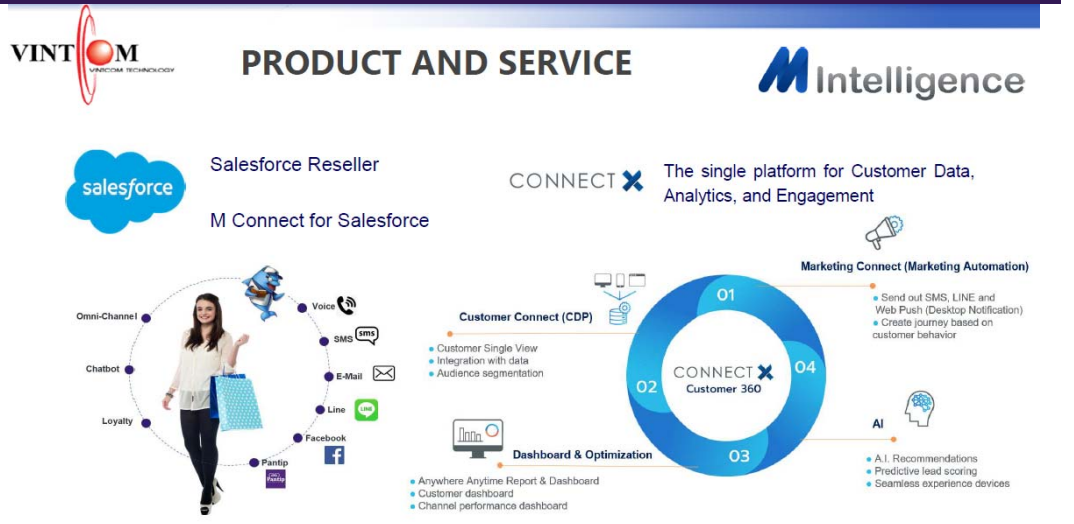 VINTCOM
VINTCOM TECHNOLOGY
PRODUCT AND SERVICE
M Intelligence
salesforce
Salesforce Reseller
M Connect for Salesforce
CONNECT X
The single platform for Customer Data,
Analytics, and Engagement
Omni-Channel
Chatbot
Loyalty
Voice
SMS
sms
E-Mail
Line
LINE
Facebook
f
Pantip
Pantip
Customer Connect (CDP)
Customer Single View
Integration with data
Audience segmentation
Dashboard & Optimization
Anywhere Anytime Report & Dashboard
Customer dashboard
Channel performance dashboard
01
02
03
04
CONNECT X
Customer 360
Marketing Connect (Marketing Automation)
Send out SMS, LINE and
Web Push (Desktop Notification)
Create journey based on
customer behavior
AI
A.I. Recommendations
Predictive lead scoring
Seamless experience devices